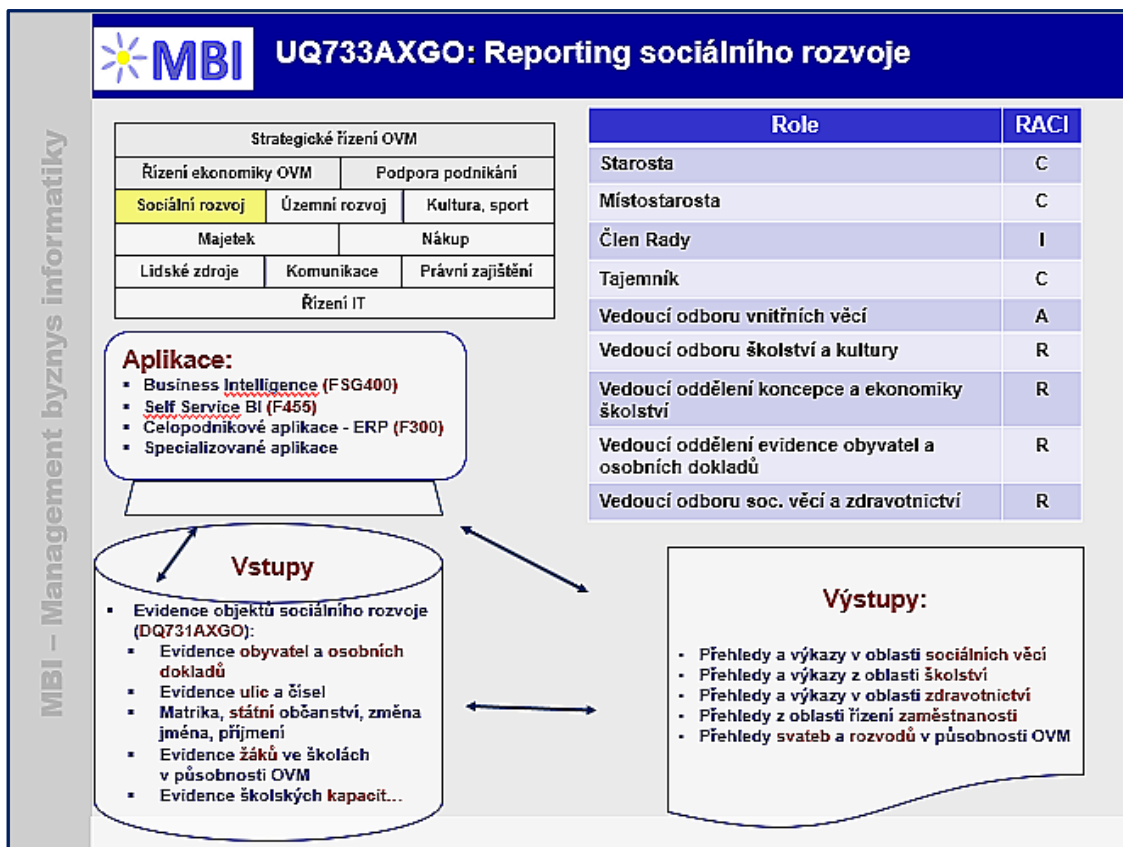 MBI – Management byznys informatiky
MBI
UQ733AXGO: Reporting sociálního rozvoje
Strategické řízení OVM
Řízení ekonomiky OVM
Podpora podnikání
Sociální rozvoj
Územní rozvoj
Kultura, sport
Majetek
Nákup
Lidské zdroje
Komunikace
Právní zajištění
Řízení IT
Role RACI
Starosta C
Místostarosta C
Člen Rady I
Tajemník C
Vedoucí odboru vnitřních věcí A
Vedoucí odboru školství a kultury R
Vedoucí oddělení koncepce a ekonomiky
školství R
Vedoucí oddělení evidence obyvatel a
osobních dokladů R
Vedoucí odboru soc. věcí a zdravotnictví R
Aplikace:
▪ Business Intelligence (FSG400)
▪ Self Service BI (F455)
▪ Celopodnikové aplikace - ERP (F300)
▪ Specializované aplikace
Vstupy
▪ Evidence objektů sociálního rozvoje
(DQ731AXGO):
▪ Evidence obyvatel a osobních
dokladů
▪ Evidence ulic a čísel
▪ Matrika, státní občanství, změna
jména, příjmení
▪ Evidence žáků ve školách
v působnosti OVM
▪ Evidence školských kapacit…
Výstupy:
- Přehledy a výkazy v oblasti sociálních věcí
- Přehledy a výkazy z oblasti školství
- Přehledy a výkazy v oblasti zdravotnictví
- Přehledy z oblasti řízení zaměstnanosti
- Přehledy svateb a rozvodů v působnosti OVM